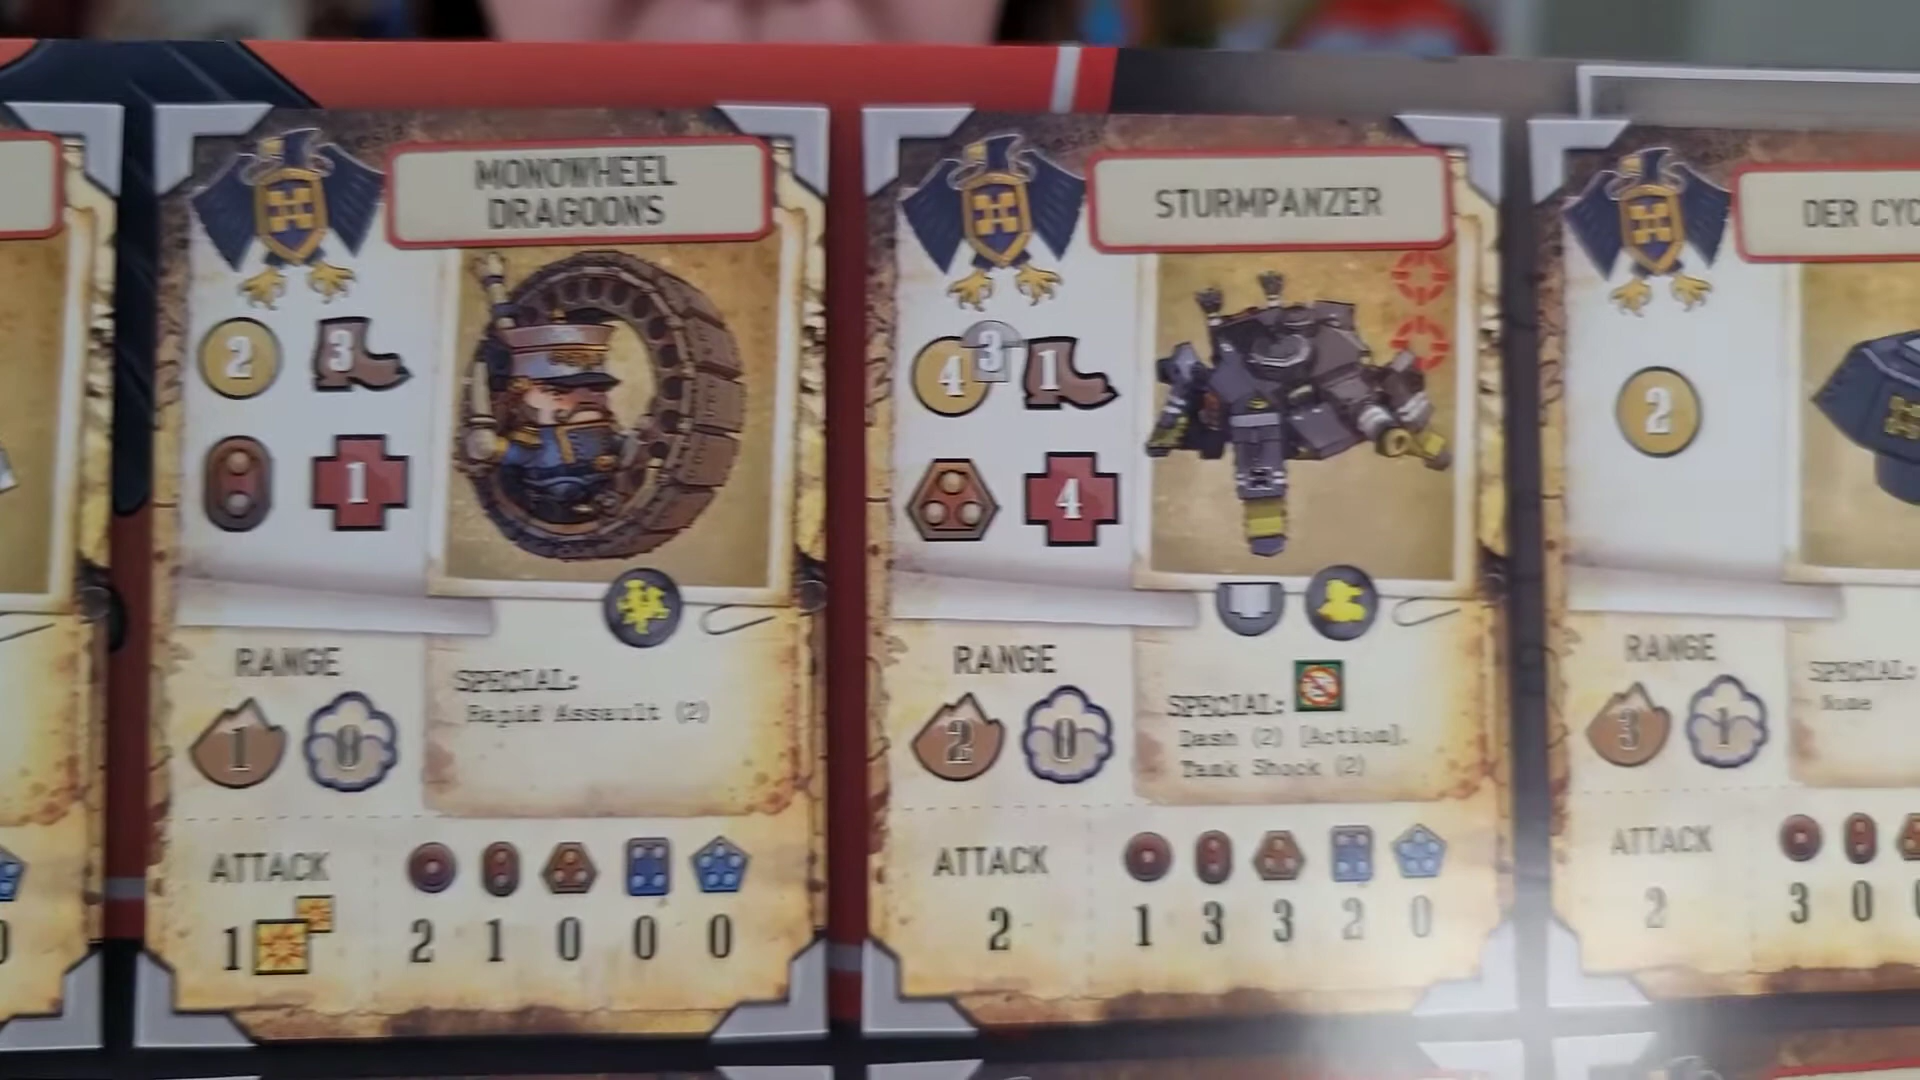 MONOWHEEL
DRAGOONS
2
3
1
RANGE
1
0
SPECIAL:
Rapid Assault (2)
ATTACK
1
2 1 0 0 0
STURMPANZER
4
3
1
4
RANGE
2
0
SPECIAL:
Dash (2) [Action].
Tank Shock (2)
ATTACK
2
1 3 3 2 0
DER CYC
2
RANGE
3
1
SPECIAL:
None
ATTACK
2
3 0